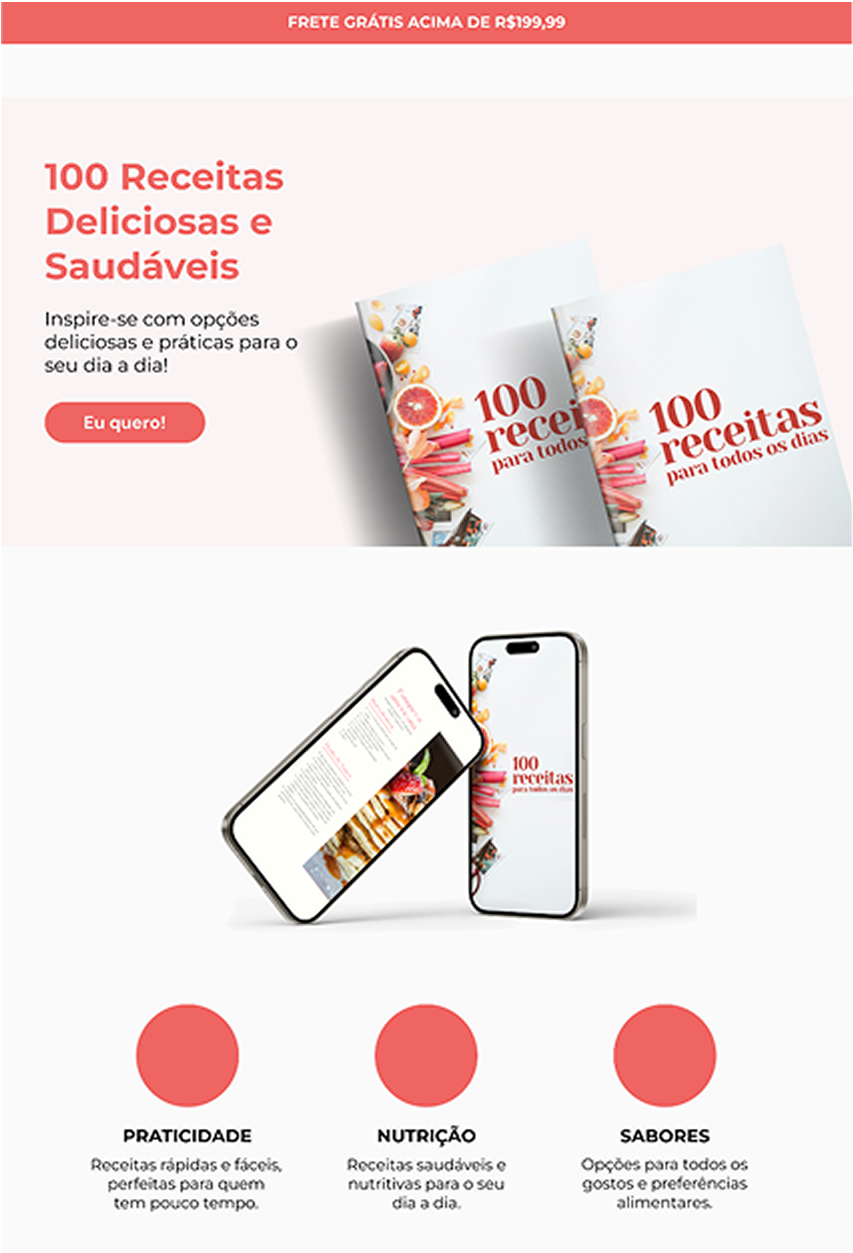 FRETE GRÁTIS ACIMA DE R$199,99
100 Receitas
Deliciosas e
Saudáveis
Inspire-se com opções
deliciosas e práticas para o
seu dia a dia!
Eu quero!
100
recei
para todos
100
receitas
para todos os dias
100
receitas
para todos os dias
PRATICIDADE
Receitas rápidas e fáceis,
perfeitas para quem
tem pouco tempo.
NUTRIÇÃO
Receitas saudáveis e
nutritivas para o seu
dia a dia.
SABORES
Opções para todos os
gostos e preferências
alimentares.